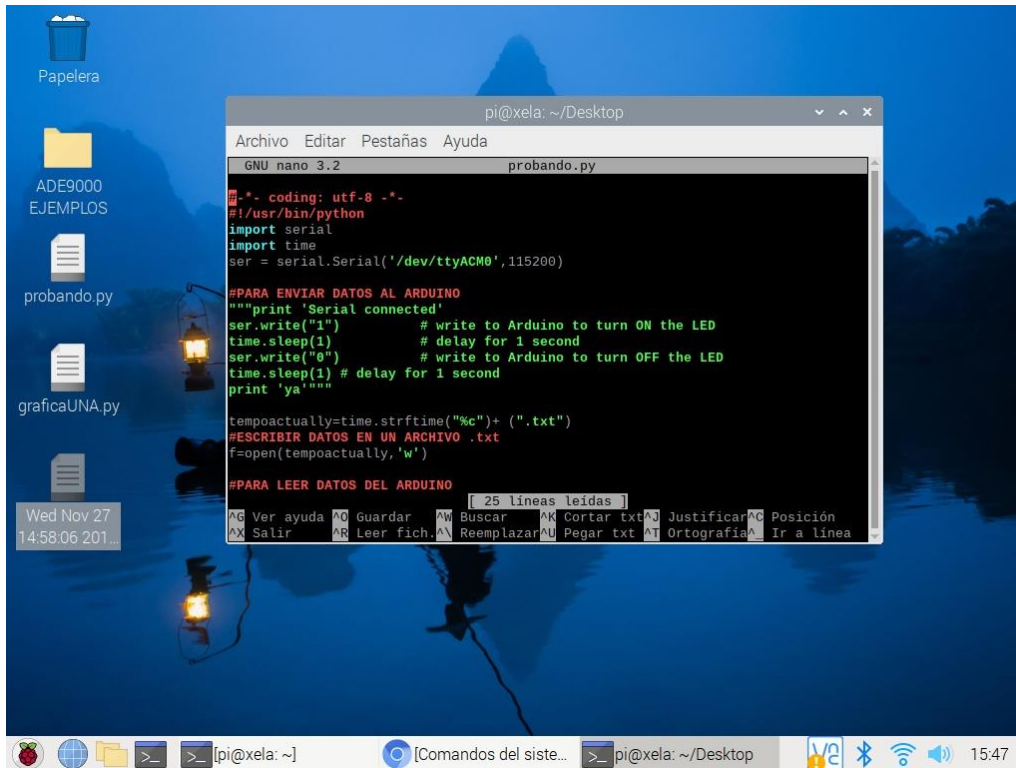 Papelera
ADE9000
EJEMPLOS
probando.py
graficaUNA.py
Wed Nov 27
14:58:06 201...
pi@xela: ~/Desktop
Archivo Editar Pestañas Ayuda
GNU nano 3.2 probando.py
#-*- coding: utf-8 -*-
#!/usr/bin/python
import serial
import time
ser = serial.Serial('/dev/ttyACM0',115200)
#PARA ENVIAR DATOS AL ARDUINO
"""print 'Serial connected'
ser.write("1") # write to Arduino to turn ON the LED
time.sleep(1) # delay for 1 second
ser.write("0") # write to Arduino to turn OFF the LED
time.sleep(1) # delay for 1 second
print 'ya'"""
tempoactually=time.strftime("%c")+ (".txt")
#ESCRIBIR DATOS EN UN ARCHIVO .txt
f=open(tempoactually,'w')
#PARA LEER DATOS DEL ARDUINO
[ 25 líneas leídas ]
^G Ver ayuda ^O Guardar ^W Buscar ^K Cortar txt ^J Justificar ^C Posición
^X Salir ^R Leer fich. ^\ Reemplazar ^U Pegar txt ^T Ortografía ^_ Ir a línea
[pi@xela: ~] [Comandos del siste... pi@xela: ~/Desktop 15:47